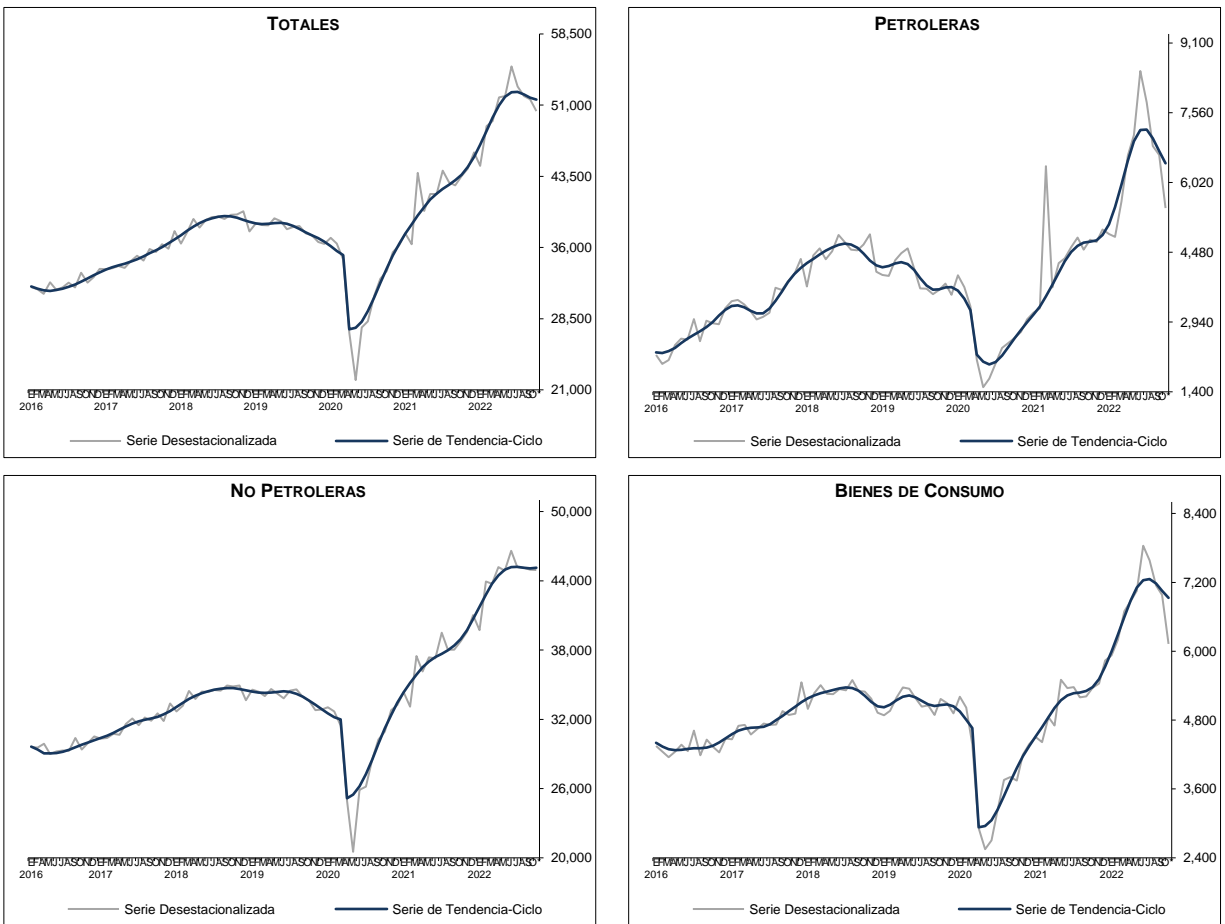 TOTALES
58,500
51,000
43,500
36,000
28,500
21,000
2016 2017 2018 2019 2020 2021 2022
Serie Desestacionalizada Serie de Tendencia-Ciclo
PETROLERAS
9,100
7,560
6,020
4,480
2,940
1,400
2016 2017 2018 2019 2020 2021 2022
Serie Desestacionalizada Serie de Tendencia-Ciclo
NO PETROLERAS
50,000
44,000
38,000
32,000
26,000
20,000
2016 2017 2018 2019 2020 2021 2022
Serie Desestacionalizada Serie de Tendencia-Ciclo
BIENES DE CONSUMO
8,400
7,200
6,000
4,800
3,600
2,400
2016 2017 2018 2019 2020 2021 2022
Serie Desestacionalizada Serie de Tendencia-Ciclo